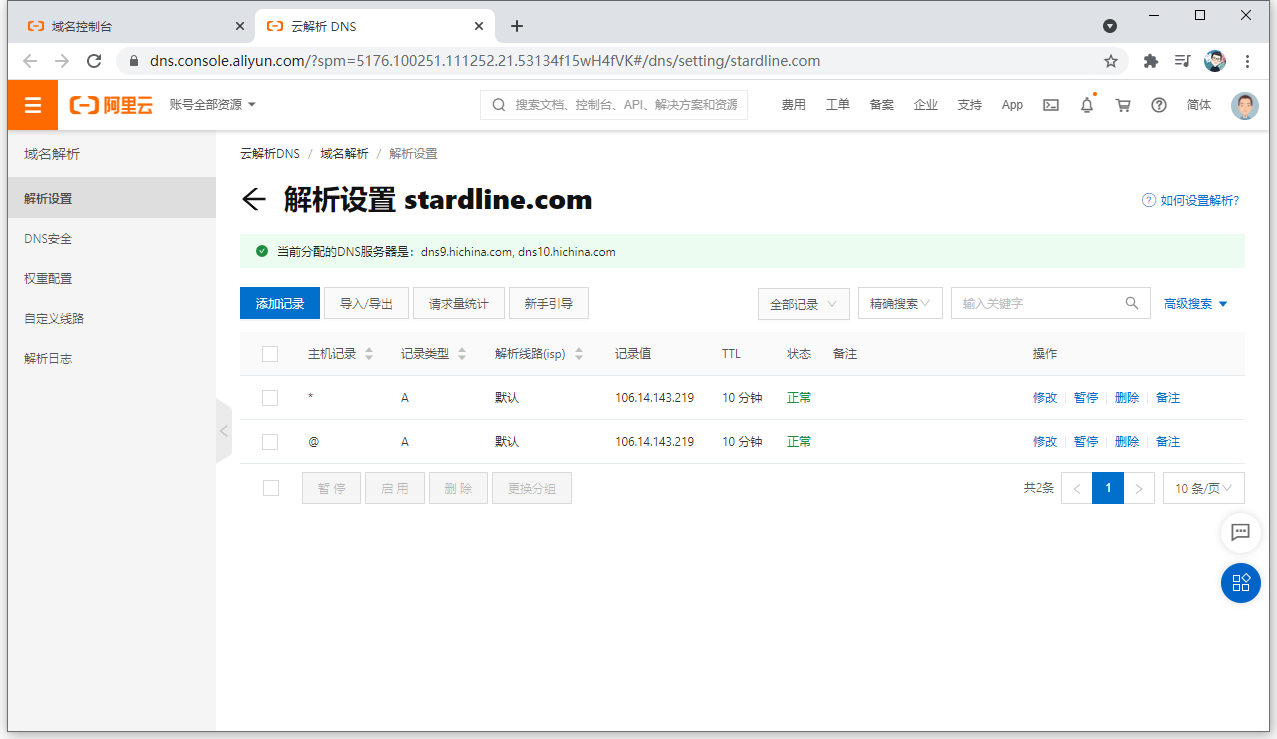 域名控制台
云解析 DNS
dns.console.aliyun.com/?spm=5176.100251.111252.21.53134f15wH4fVK#/dns/setting/stardline.com
阿里云 账号全部资源 搜索文档、控制台、API、解决方案和资源 费用 工单 备案 企业 支持 App 简体
域名解析
解析设置
DNS安全
权重配置
自定义线路
解析日志
云解析DNS / 域名解析 / 解析设置
解析设置 stardline.com
如何设置解析?
当前分配的DNS服务器是：dns9.hichina.com, dns10.hichina.com
添加记录 导入/导出 请求量统计 新手引导 全部记录 精确搜索 输入关键字 高级搜索
主机记录 记录类型 解析线路(isp) 记录值 TTL 状态 备注 操作
* A 默认 106.14.143.219 10 分钟 正常 修改 暂停 删除 备注
@ A 默认 106.14.143.219 10 分钟 正常 修改 暂停 删除 备注
暂 停 启 用 删 除 更换分组 共2条 < 1 > 10 条/页